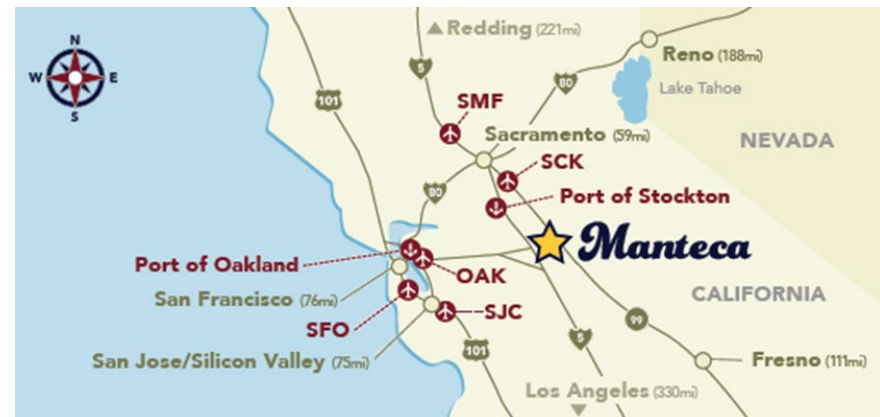 N
W
E
S
Redding (221mi)
5
101
80
Reno (188mi)
Lake Tahoe
SMF
Sacramento (59mi)
NEVADA
SCK
80
Port of Stockton
Manteca
Port of Oakland
OAK
San Francisco (76mi)
CALIFORNIA
SFO
SJC
99
5
101
San Jose/Silicon Valley (75mi)
Fresno (111mi)
Los Angeles (330mi)